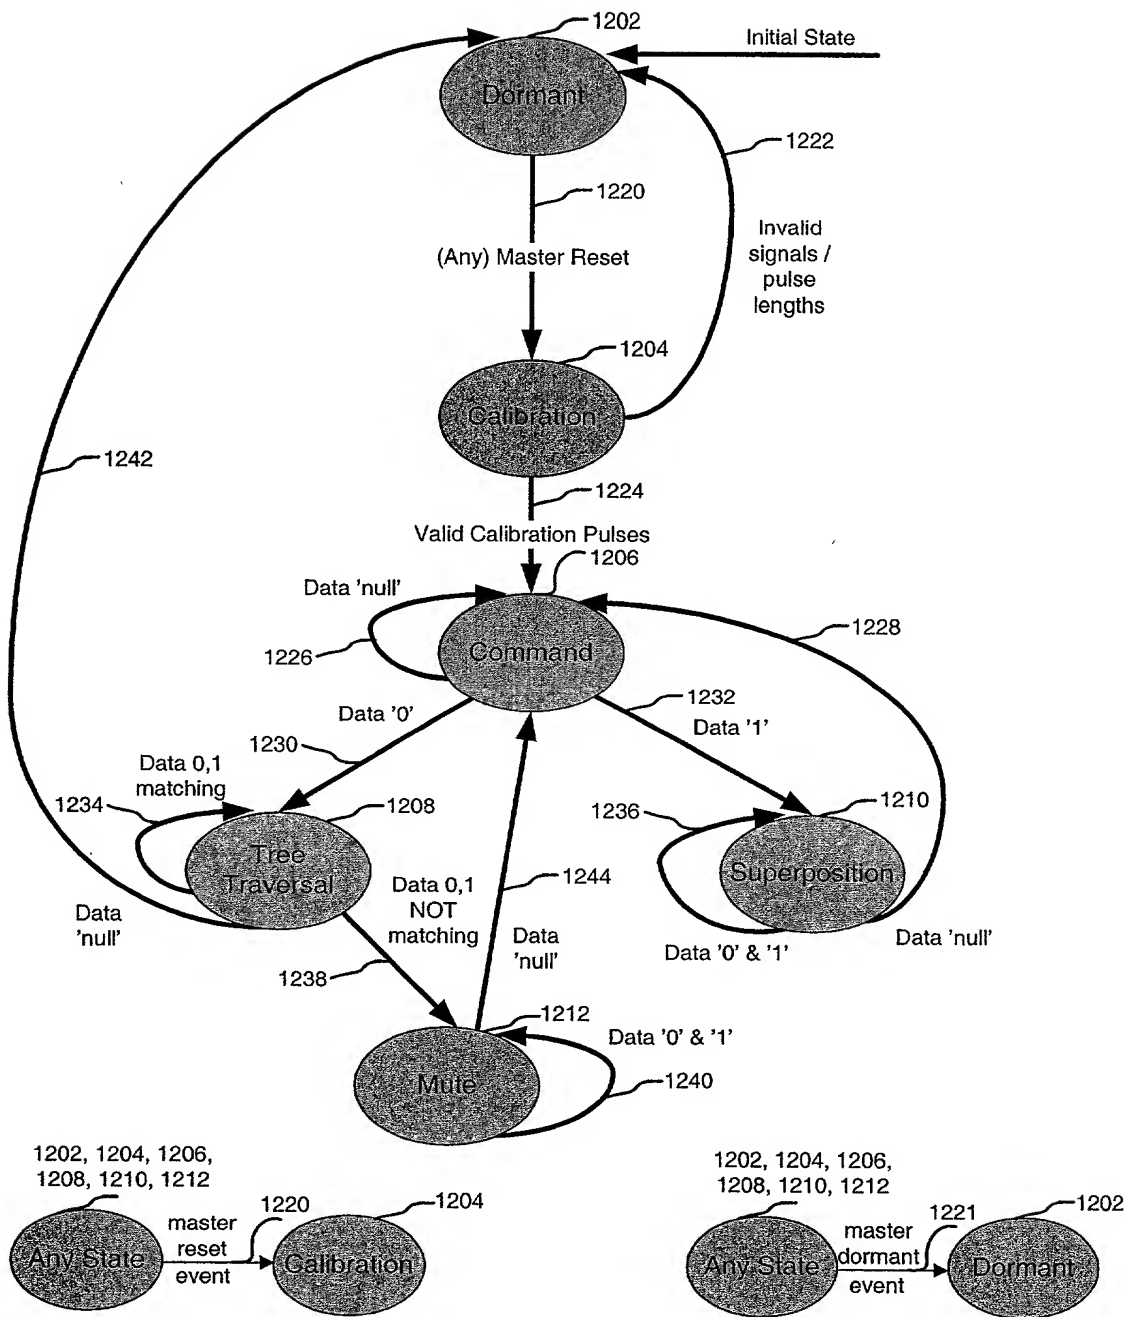 1202
Initial State
Dormant
1222
1220
Invalid
signals /
pulse
lengths
(Any) Master Reset
1204
Calibration
1242
1224
Valid Calibration Pulses
1206
Data 'null'
1228
1226
Command
1232
Data '0'
Data '1'
1230
Data 0,1
matching
1234
1208
1236
1210
Tree
Traversal
Superposition
Data 0,1
NOT
matching
1244
Data
'null'
Data
'null'
Data '0' & '1'
Data 'null'
1238
1212
Data '0' & '1'
Mute
1240
1202, 1204, 1206,
1208, 1210, 1212
1220
1204
master
reset
event
Any State
Calibration
1202, 1204, 1206,
1208, 1210, 1212
1221
1202
master
dormant
event
Any State
Dormant